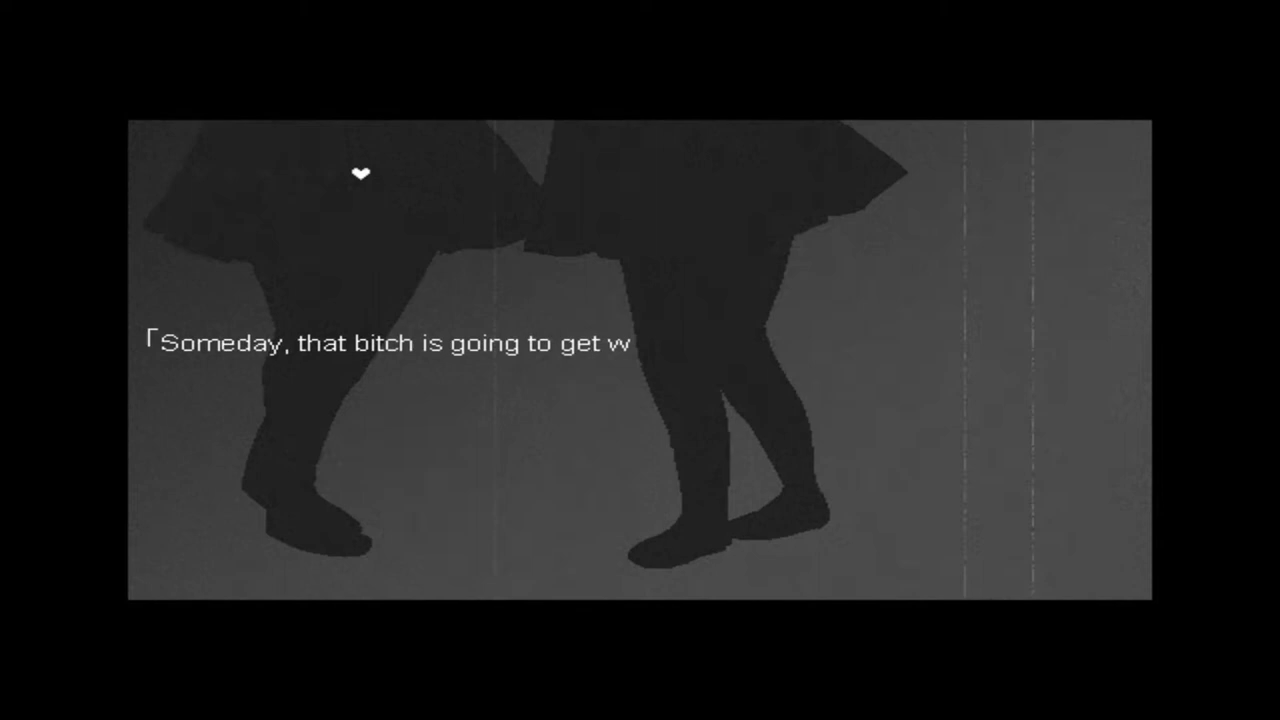 「Someday, that bitch is going to get w